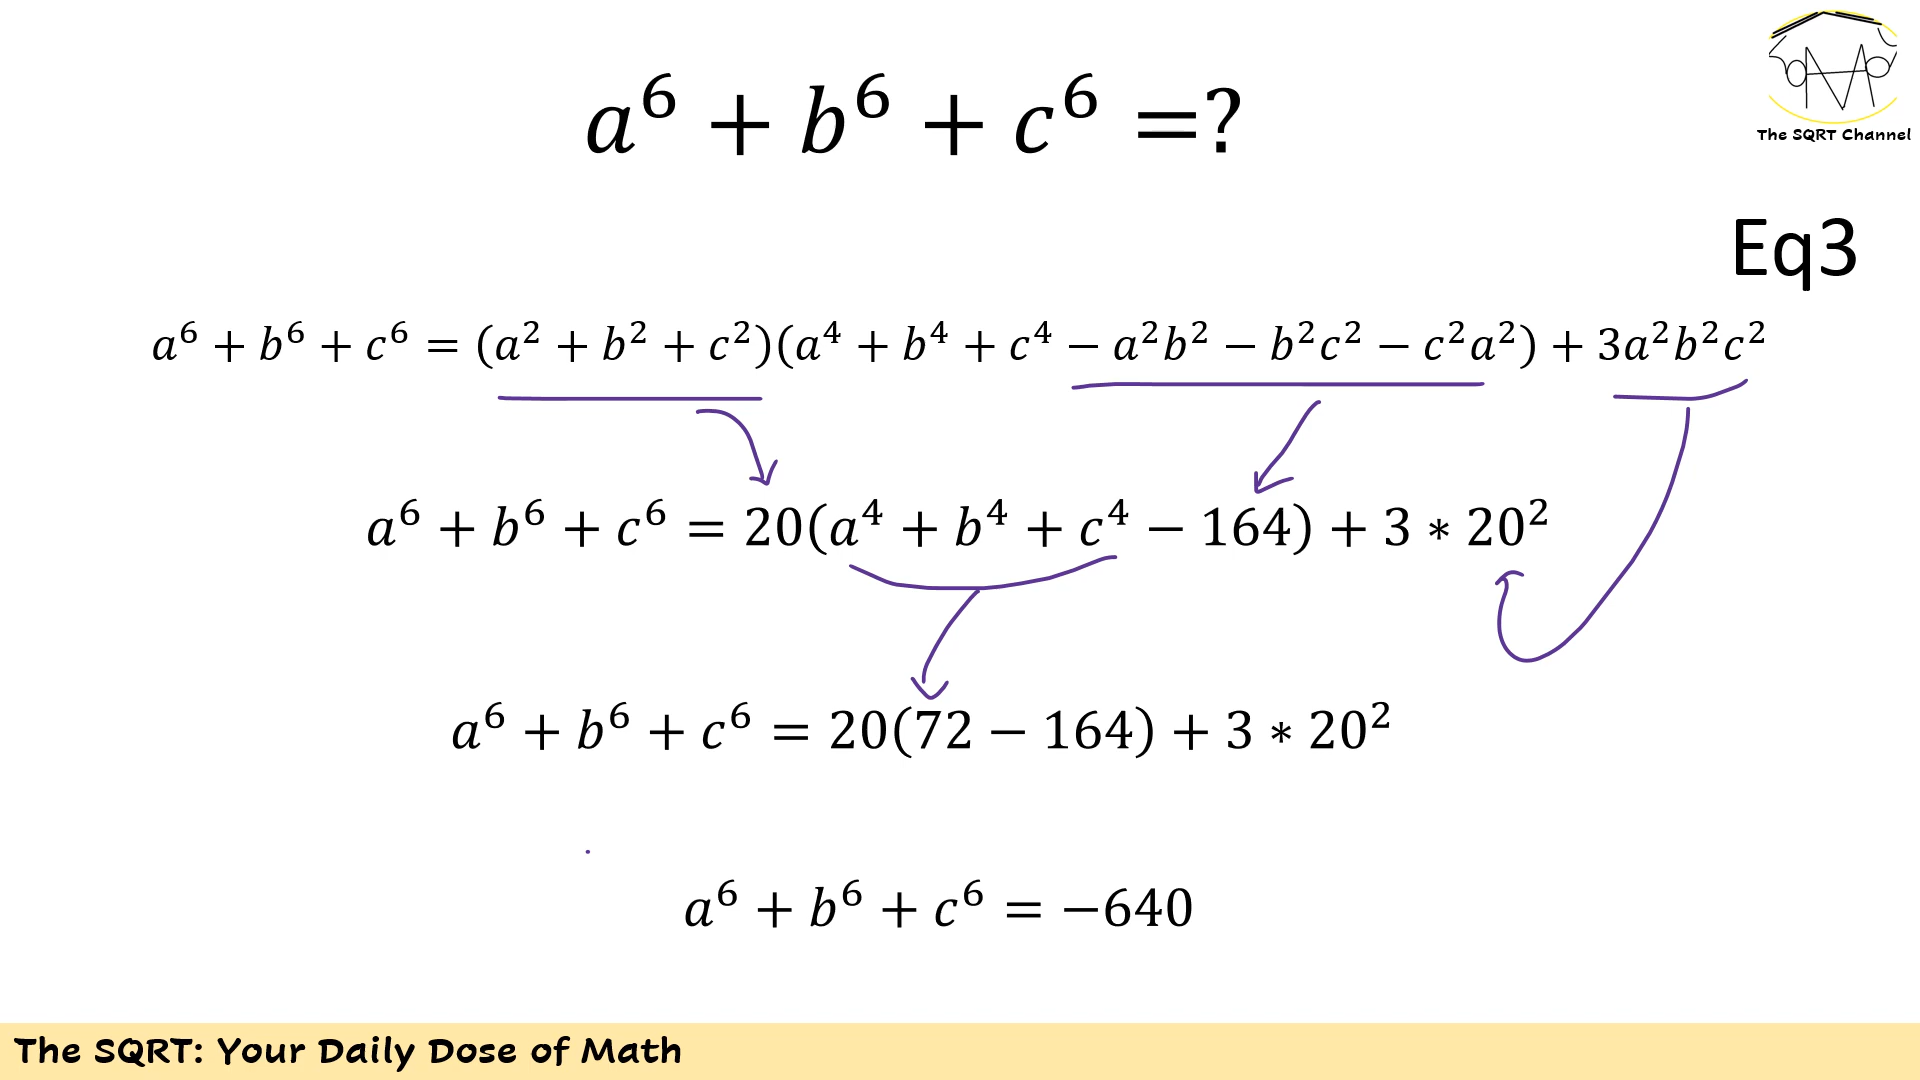 a⁶ + b⁶ + c⁶ =?
The SQRT Channel
Eq3
a⁶ + b⁶ + c⁶ = (a² + b² + c²)(a⁴ + b⁴ + c⁴ − a²b² − b²c² − c²a²) + 3a²b²c²
a⁶ + b⁶ + c⁶ = 20(a⁴ + b⁴ + c⁴ − 164) + 3 ∗ 20²
a⁶ + b⁶ + c⁶ = 20(72 − 164) + 3 ∗ 20²
a⁶ + b⁶ + c⁶ = −640
The SQRT: Your Daily Dose of Math